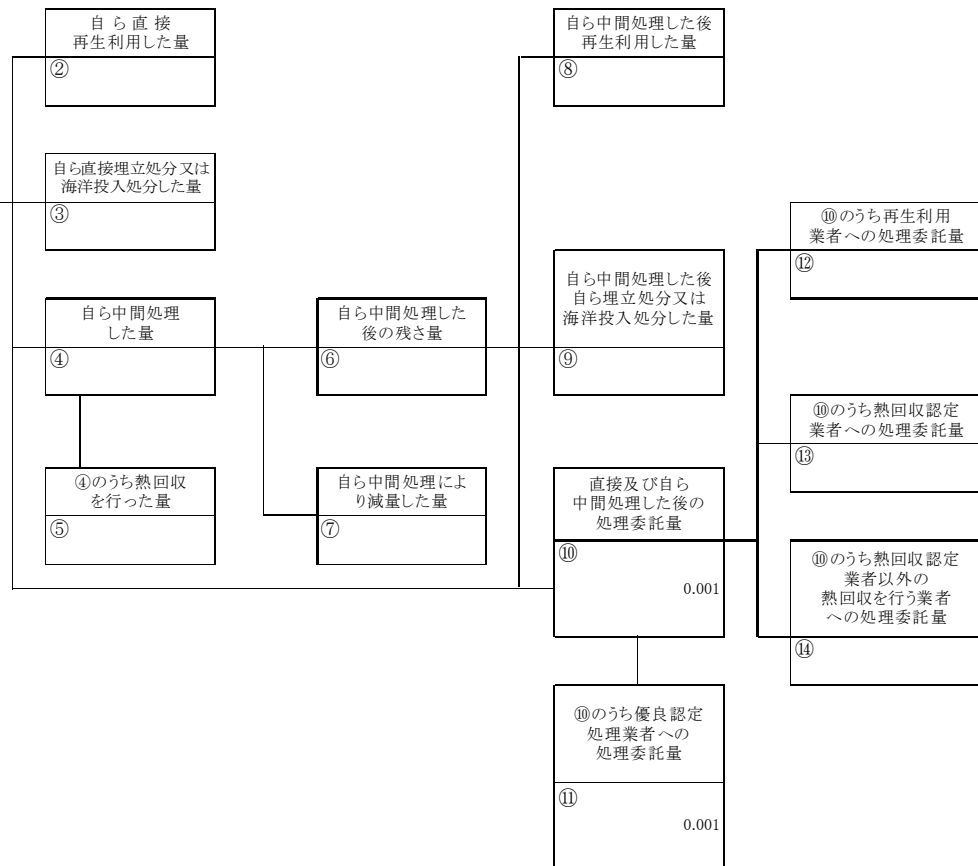 自 ら 直 接
再生利用した量
②
自ら中間処理した後
再生利用した量
⑧
自ら直接埋立処分又は
海洋投入処分した量
③
⑩のうち再生利用
業者への処理委託量
⑫
自ら中間処理した後
自ら埋立処分又は
海洋投入処分した量
⑨
自ら中間処理
した量
④
自ら中間処理した
後の残さ量
⑥
⑩のうち熱回収認定
業者への処理委託量
⑬
④のうち熱回収
を行った量
⑤
自ら中間処理によ
り減量した量
⑦
直接及び自ら
中間処理した後の
処理委託量
⑩
0.001
⑩のうち熱回収認定
業者以外の
熱回収を行う業者
への処理委託量
⑭
⑩のうち優良認定
処理業者への
処理委託量
⑪
0.001